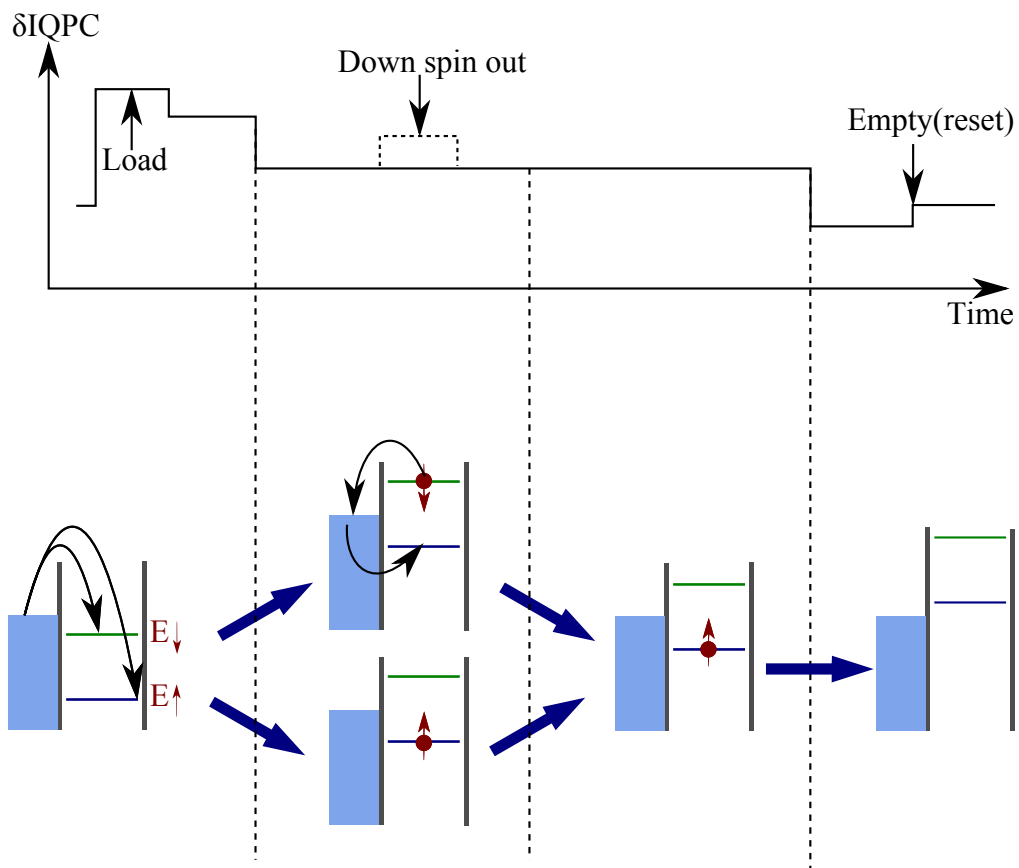 δIQPC
Down spin out
Empty(reset)
Load
Time
E↓
E↑